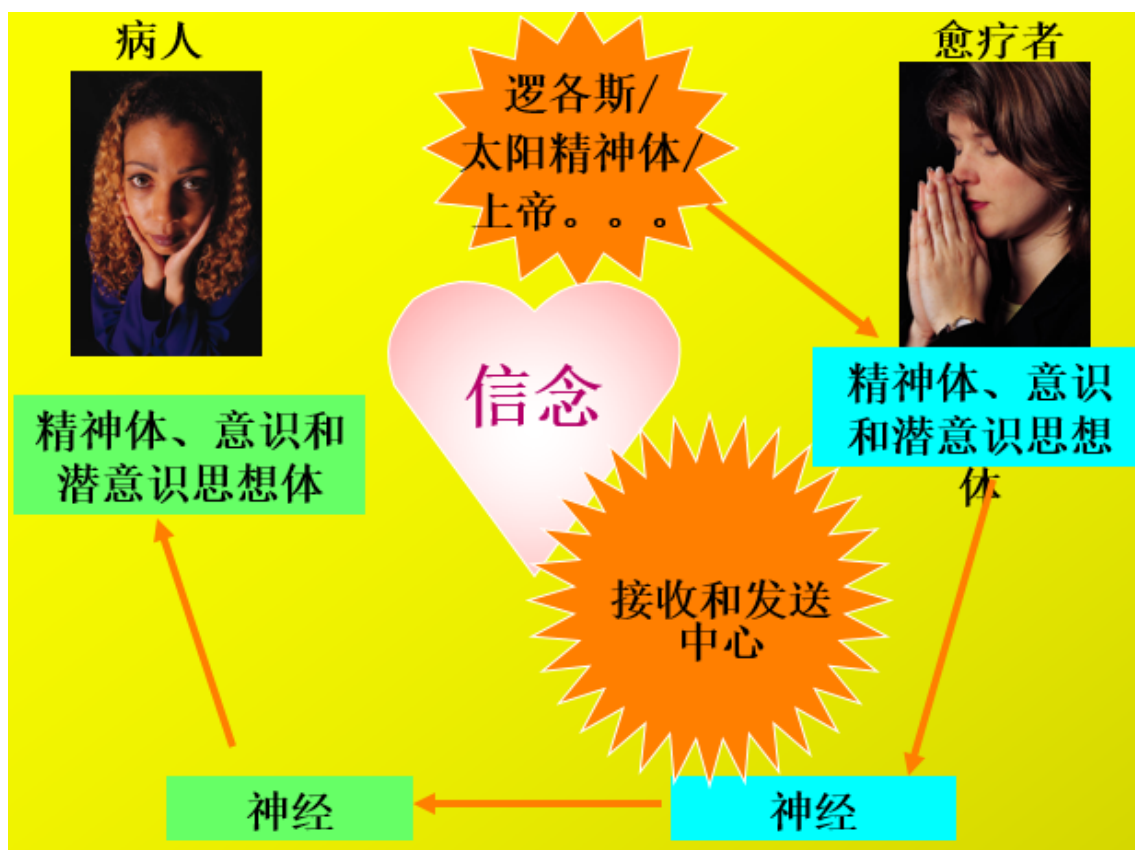 病人
愈疗者
逻各斯/
太阳精神体/
上帝。。。
信念
精神体、意识
和潜意识思想
体
精神体、意识和
潜意识思想体
接收和发送
中心
神经
神经